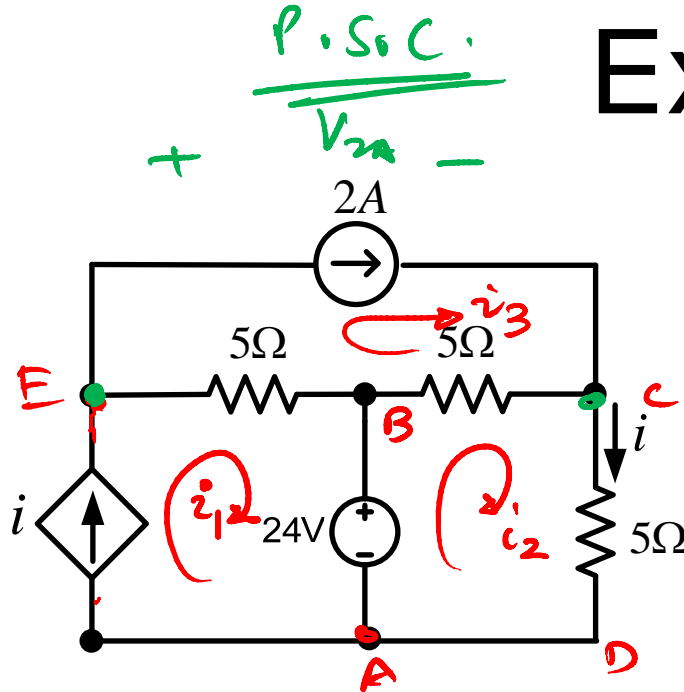 P.S.C.
Ex
+ V2A −
2A
i3
5Ω 5Ω
E C
B
i
i i1 24V + − i2 5Ω
A D